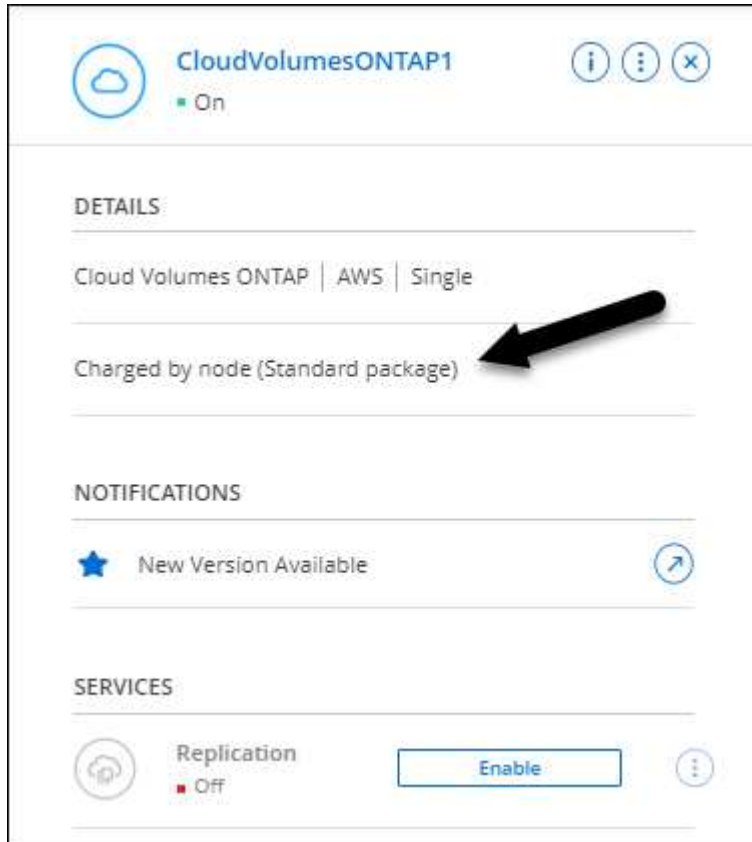 CloudVolumesONTAP1
On
DETAILS
Cloud Volumes ONTAP | AWS | Single
Charged by node (Standard package)
NOTIFICATIONS
New Version Available
SERVICES
Replication
Enable
Off